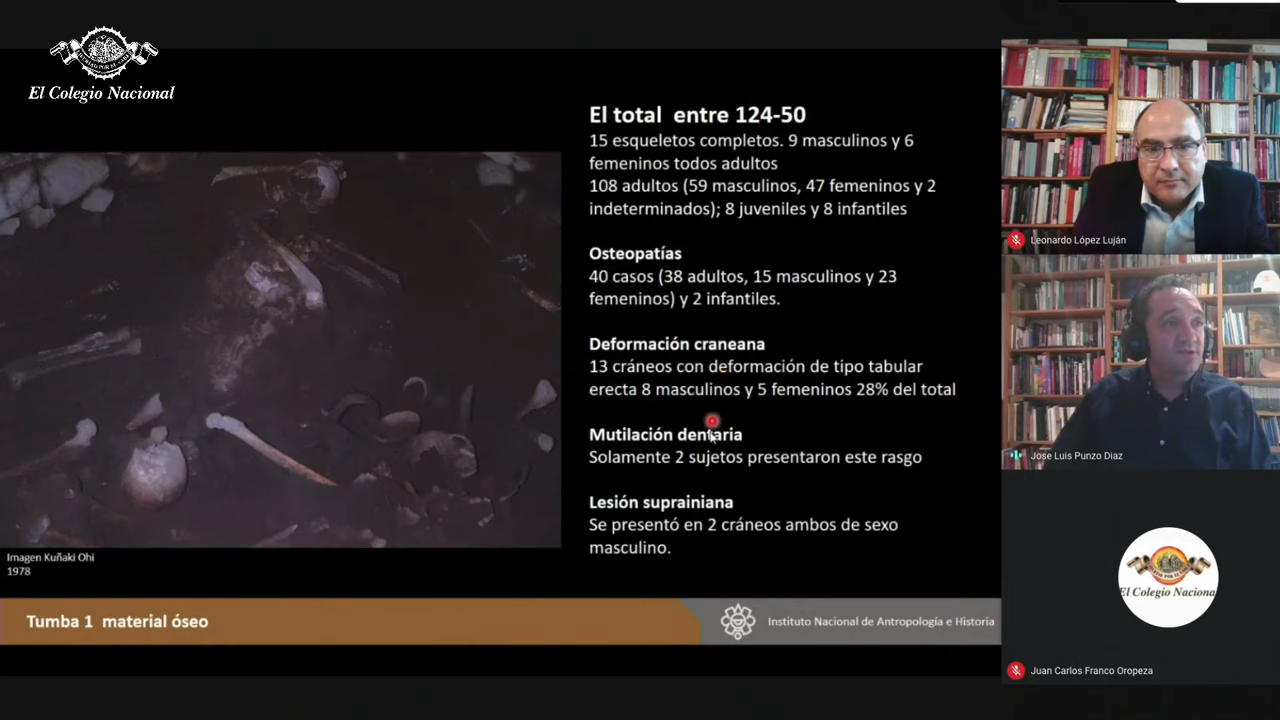 El Colegio Nacional
El total entre 124-50
15 esqueletos completos. 9 masculinos y 6
femeninos todos adultos
108 adultos (59 masculinos, 47 femeninos y 2
indeterminados); 8 juveniles y 8 infantiles
Osteopatías
40 casos (38 adultos, 15 masculinos y 23
femeninos) y 2 infantiles.
Deformación craneana
13 cráneos con deformación de tipo tabular
erecta 8 masculinos y 5 femeninos 28% del total
Mutilación dentaria
Solamente 2 sujetos presentaron este rasgo
Lesión suprainiana
Se presentó en 2 cráneos ambos de sexo
masculino.
Imagen Kuñaki Ohi
1978
Tumba 1 material óseo
Instituto Nacional de Antropología e Historia
Leonardo López Luján
Jose Luis Punzo Diaz
El Colegio Nacional
Juan Carlos Franco Oropeza